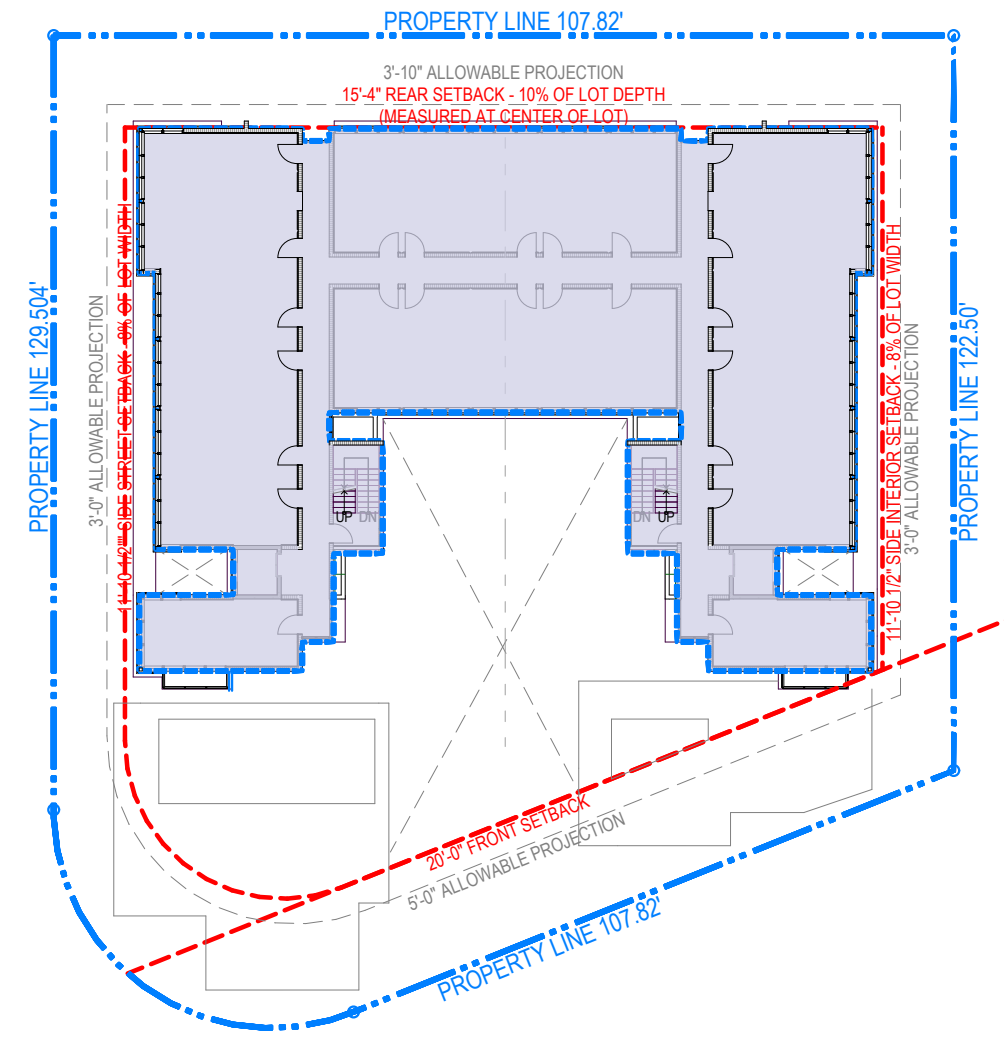 PROPERTY LINE 107.82'
3'-10" ALLOWABLE PROJECTION
15'-4" REAR SETBACK - 10% OF LOT DEPTH
(MEASURED AT CENTER OF LOT)
PROPERTY LINE 129.504'
3'-0" ALLOWABLE PROJECTION
11'-10 1/2" SIDE STREET SETBACK - 8% OF LOT WIDTH
11'-10 1/2" SIDE INTERIOR SETBACK - 8% OF LOT WIDTH
3'-0" ALLOWABLE PROJECTION
PROPERTY LINE 122.50'
UP DN
DN UP
20'-0" FRONT SETBACK
5'-0" ALLOWABLE PROJECTION
PROPERTY LINE 107.82'